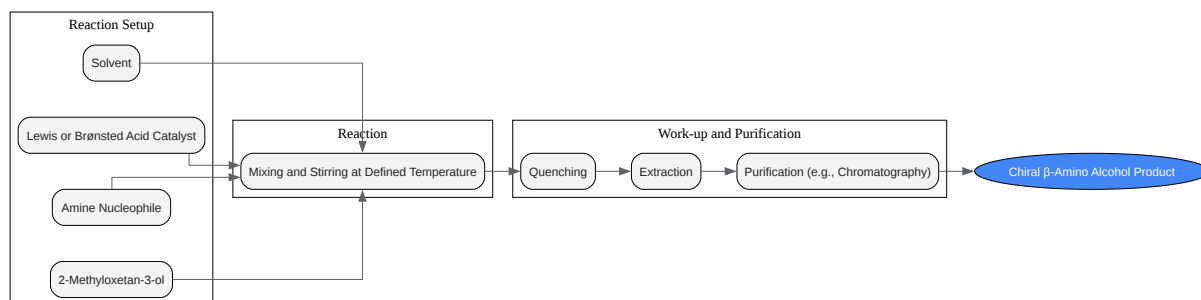 Reaction Setup
Solvent
Lewis or Brønsted Acid Catalyst
Amine Nucleophile
2-Methyloxetan-3-ol
Reaction
Mixing and Stirring at Defined Temperature
Work-up and Purification
Quenching
Extraction
Purification (e.g., Chromatography)
Chiral β-Amino Alcohol Product